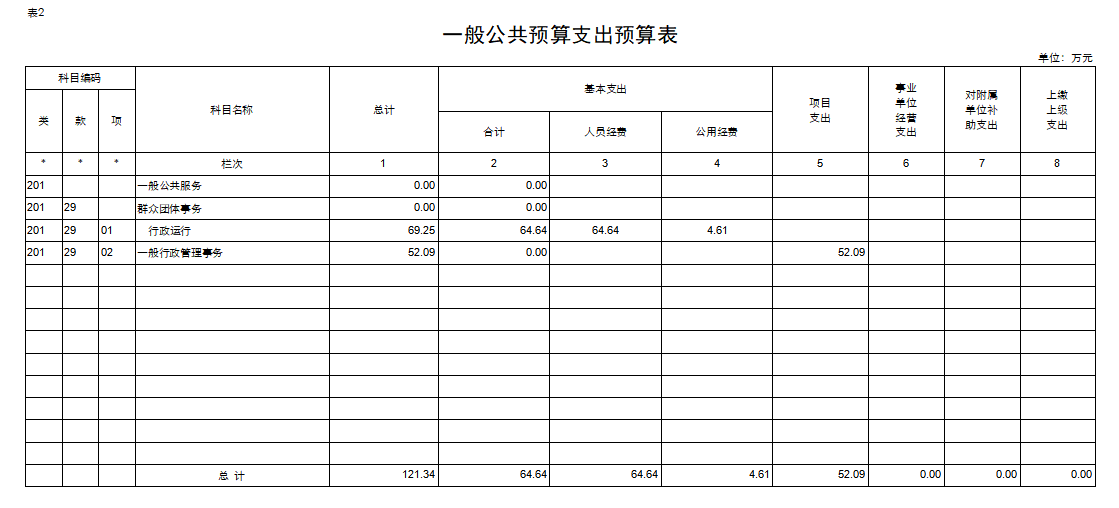 表2
一般公共预算支出预算表
单位：万元
科目编码 科目名称 总计 基本支出 项目支出 事业单位经营支出 对附属单位补助支出 上缴上级支出
类 款 项 合计 人员经费 公用经费
* * * 栏次 1 2 3 4 5 6 7 8
201 一般公共服务 0.00 0.00
201 29 群众团体事务 0.00 0.00
201 29 01 行政运行 69.25 64.64 64.64 4.61
201 29 02 一般行政管理事务 52.09 0.00 52.09
总 计 121.34 64.64 64.64 4.61 52.09 0.00 0.00 0.00